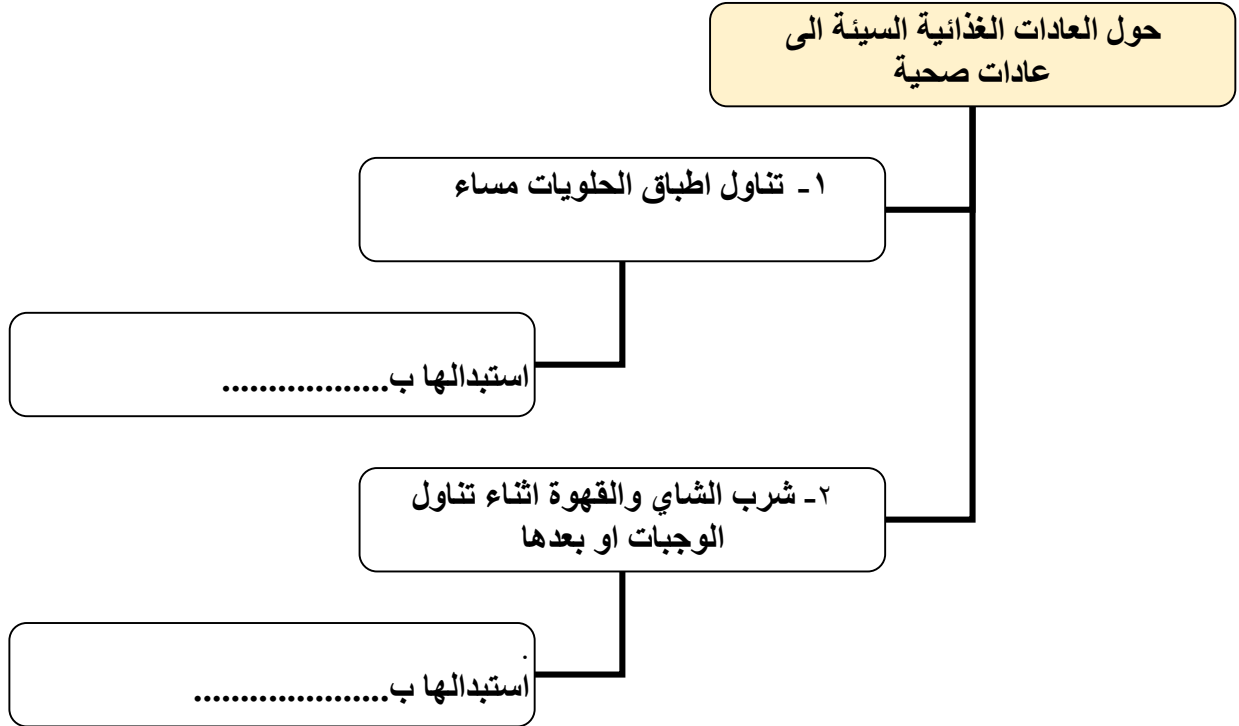 حول العادات الغذائية السيئة الى
عادات صحية
١- تناول اطباق الحلويات مساء
استبدالها ب..................
٢- شرب الشاي والقهوة اثناء تناول
الوجبات او بعدها
.
استبدالها ب.....................